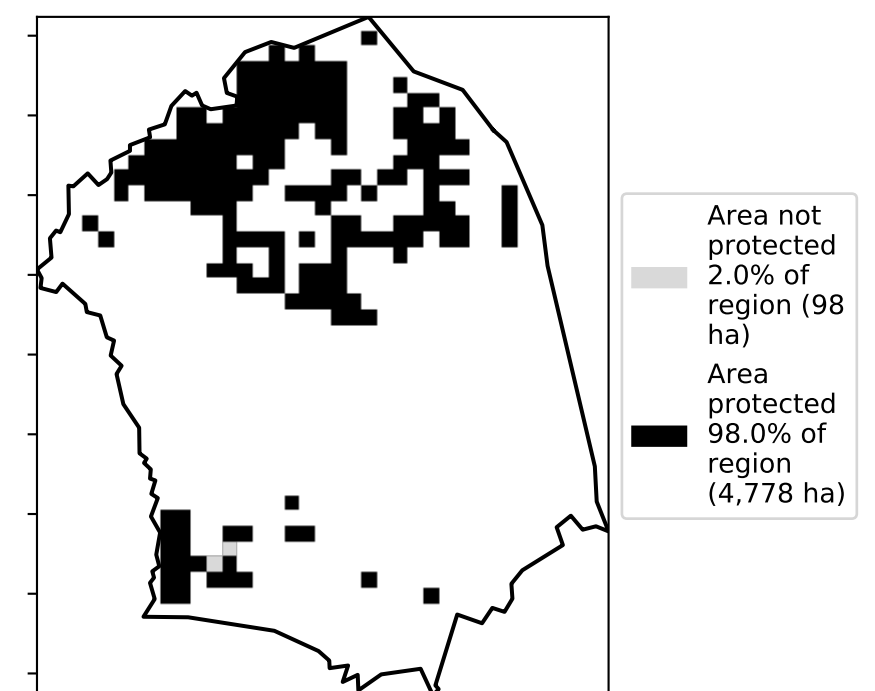 Area not
protected
2.0% of
region (98
ha)
Area
protected
98.0% of
region
(4,778 ha)